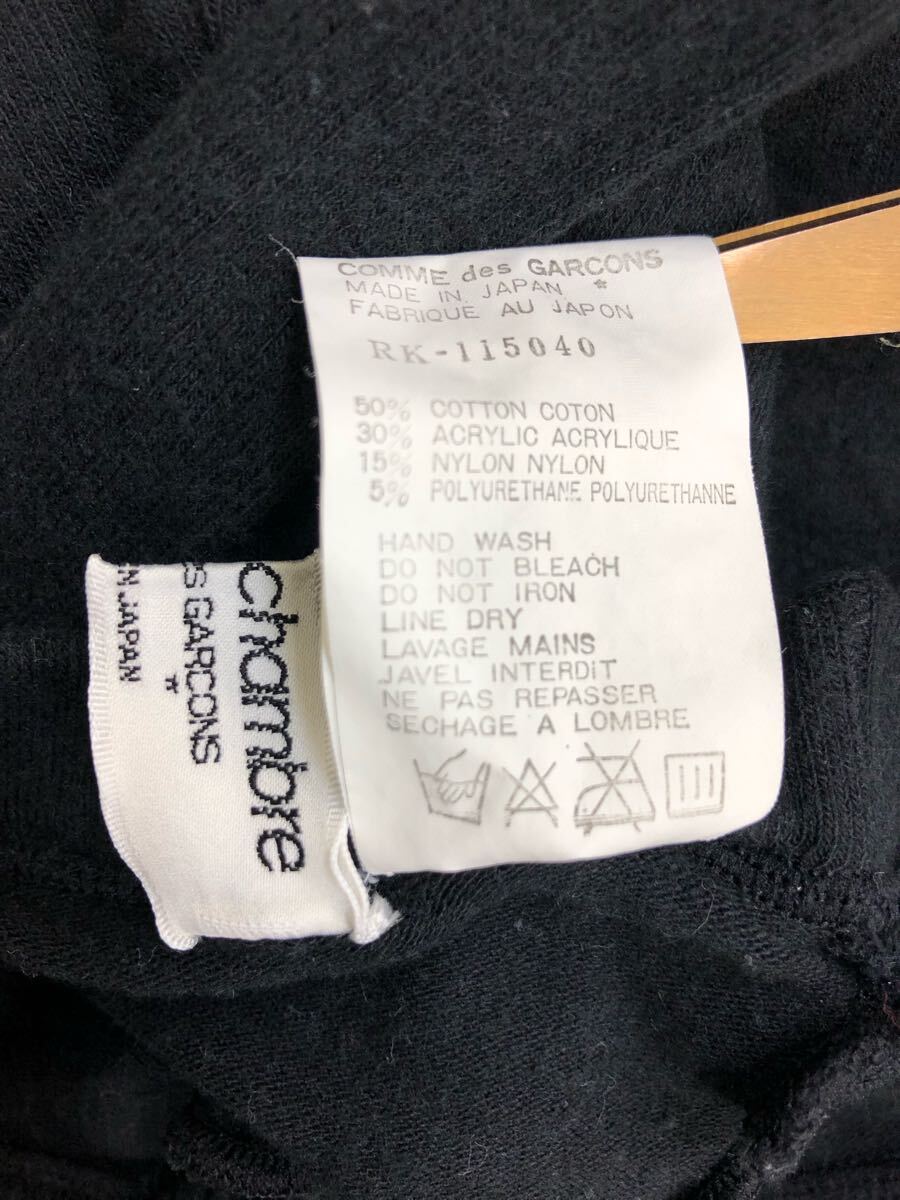 COMME des GARCONS
MADE IN JAPAN *
FABRIQUE AU JAPON
RK-115040
50% COTTON COTON
30% ACRYLIC ACRYLIQUE
15% NYLON NYLON
5% POLYURETHANE POLYURETHANNE
HAND WASH
DO NOT BLEACH
DO NOT IRON
LINE DRY
LAVAGE MAINS
JAVEL INTERDIT
NE PAS REPASSER
SECHAGE A LOMBRE
chambre
GARCONS
JAPAN